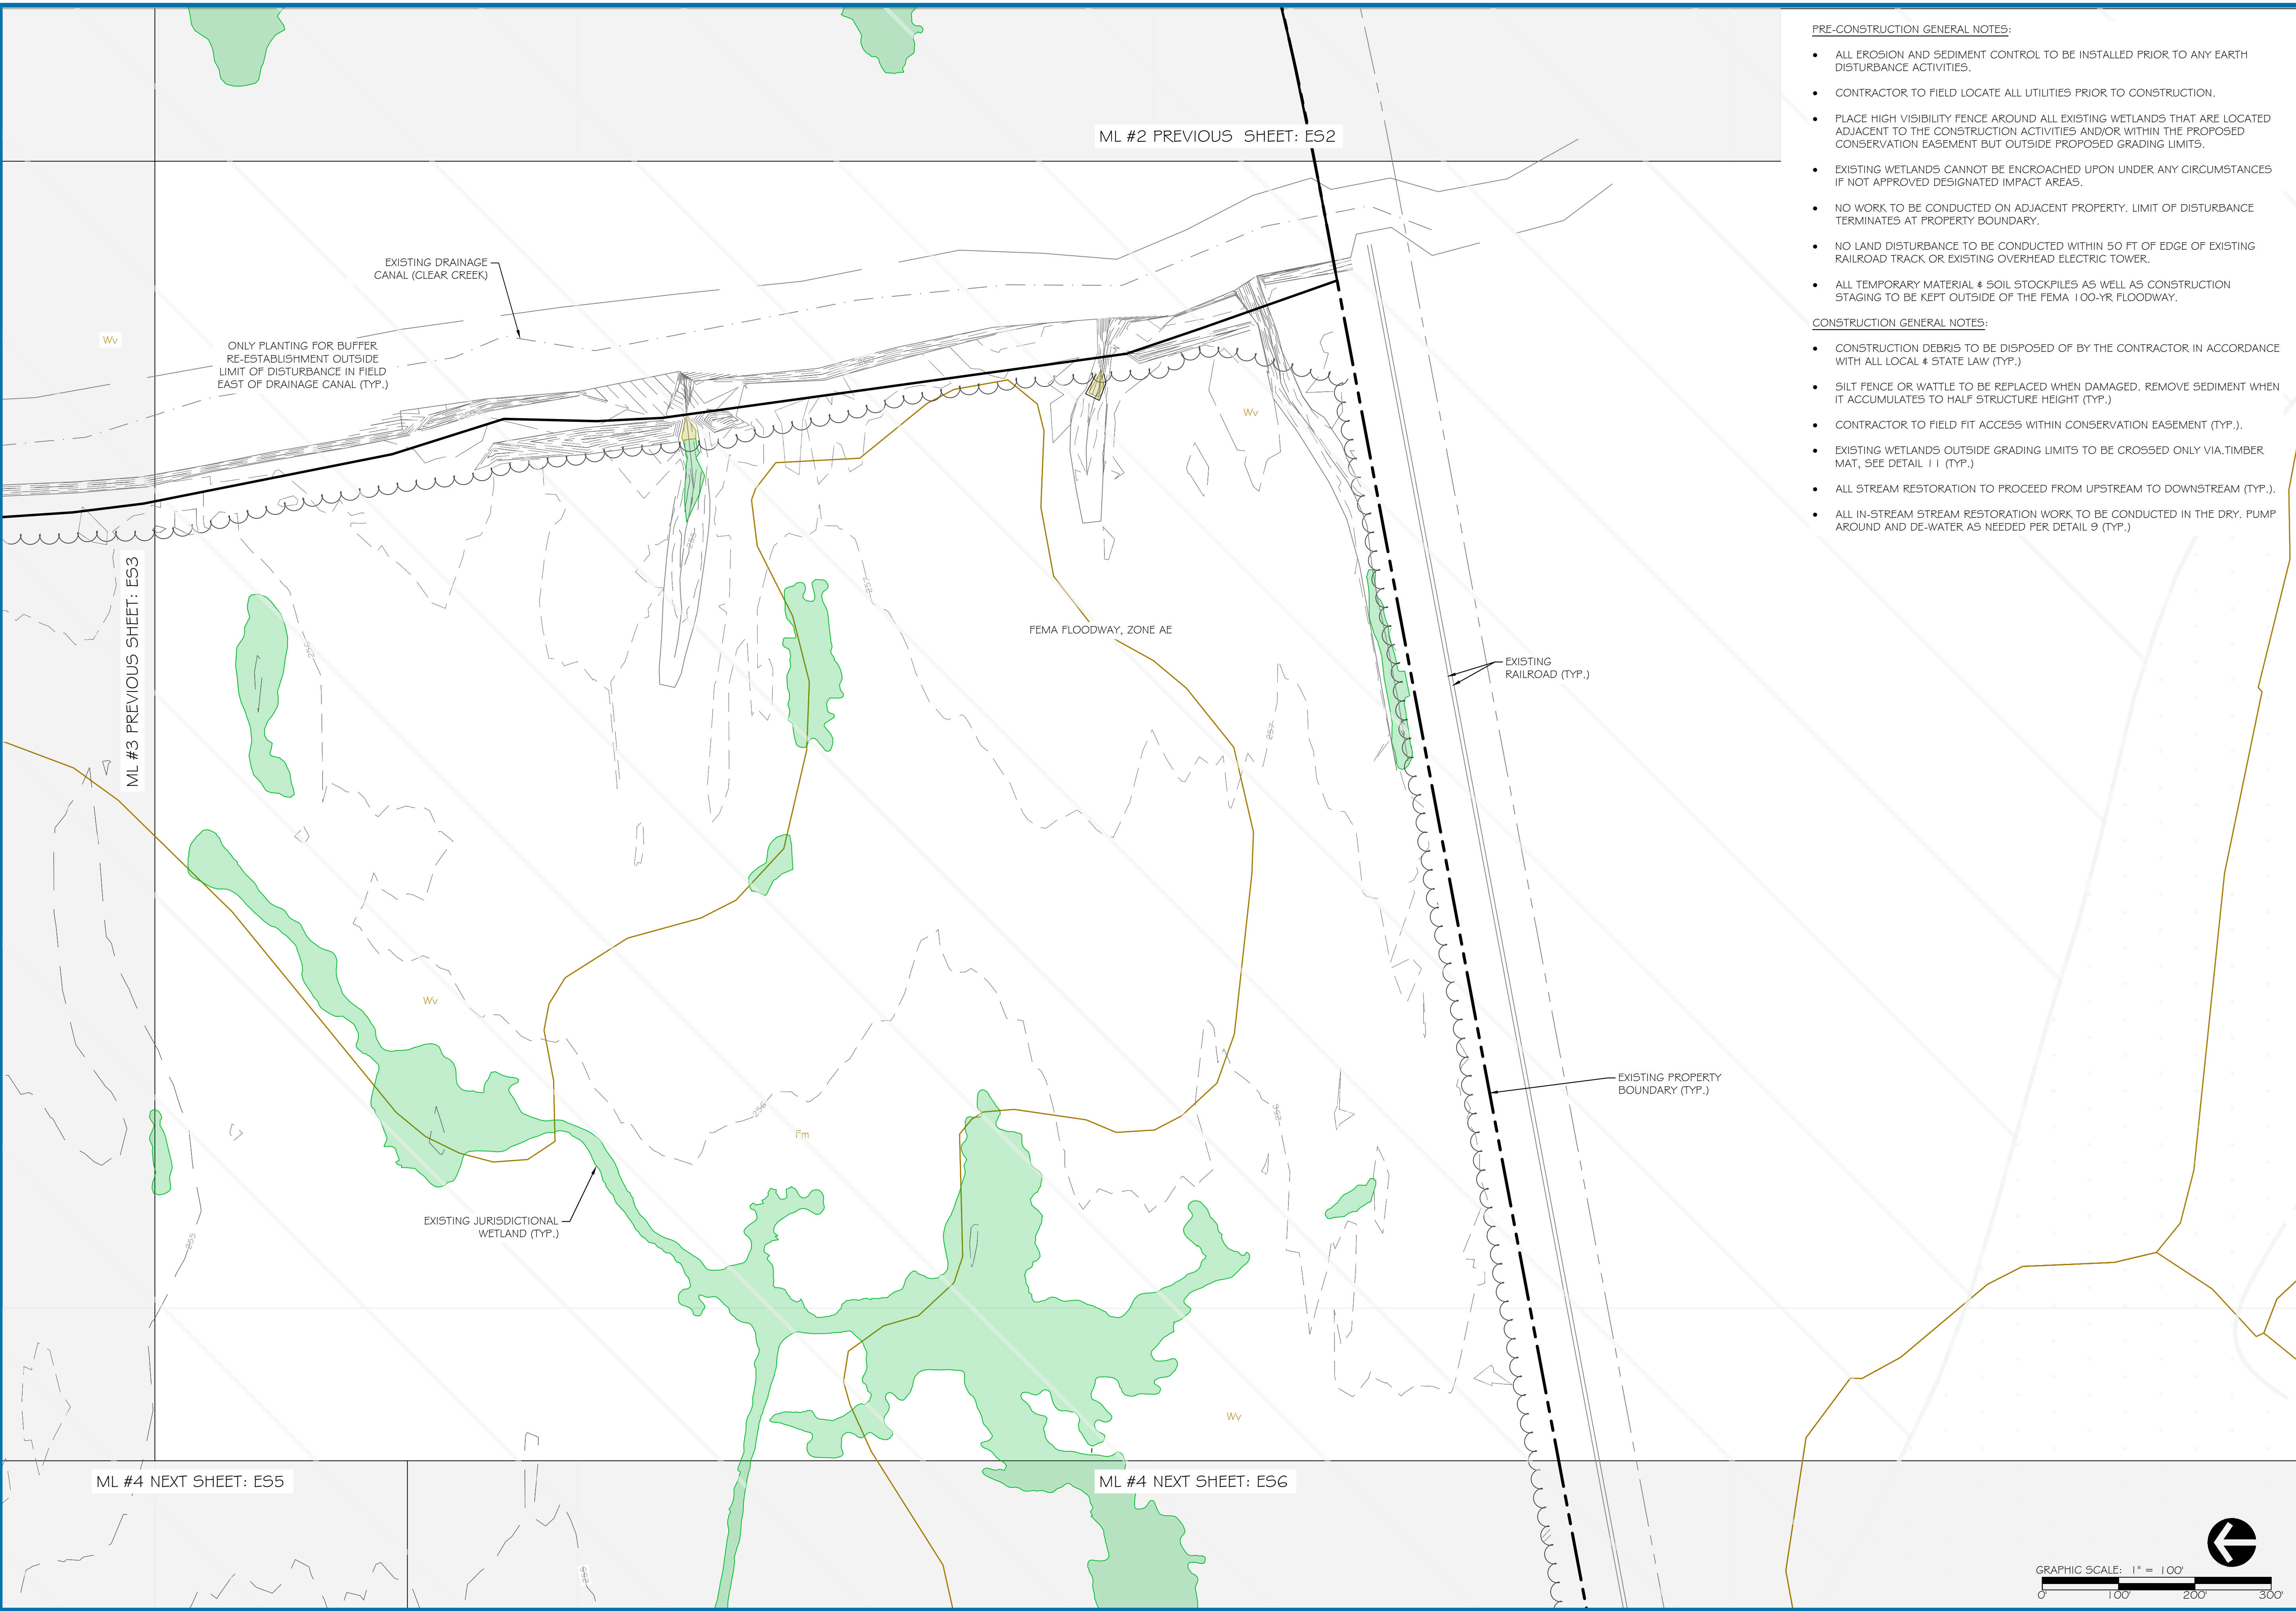 PRE-CONSTRUCTION GENERAL NOTES:
• ALL EROSION AND SEDIMENT CONTROL TO BE INSTALLED PRIOR TO ANY EARTH
DISTURBANCE ACTIVITIES.
• CONTRACTOR TO FIELD LOCATE ALL UTILITIES PRIOR TO CONSTRUCTION.
• PLACE HIGH VISIBILITY FENCE AROUND ALL EXISTING WETLANDS THAT ARE LOCATED
ADJACENT TO THE CONSTRUCTION ACTIVITIES AND/OR WITHIN THE PROPOSED
CONSERVATION EASEMENT BUT OUTSIDE PROPOSED GRADING LIMITS.
• EXISTING WETLANDS CANNOT BE ENCROACHED UPON UNDER ANY CIRCUMSTANCES
IF NOT APPROVED DESIGNATED IMPACT AREAS.
• NO WORK TO BE CONDUCTED ON ADJACENT PROPERTY. LIMIT OF DISTURBANCE
TERMINATES AT PROPERTY BOUNDARY.
• NO LAND DISTURBANCE TO BE CONDUCTED WITHIN 50 FT OF EDGE OF EXISTING
RAILROAD TRACK OR EXISTING OVERHEAD ELECTRIC TOWER.
• ALL TEMPORARY MATERIAL & SOIL STOCKPILES AS WELL AS CONSTRUCTION
STAGING TO BE KEPT OUTSIDE OF THE FEMA 100-YR FLOODWAY.
CONSTRUCTION GENERAL NOTES:
• CONSTRUCTION DEBRIS TO BE DISPOSED OF BY THE CONTRACTOR IN ACCORDANCE
WITH ALL LOCAL & STATE LAW (TYP.)
• SILT FENCE OR WATTLE TO BE REPLACED WHEN DAMAGED. REMOVE SEDIMENT WHEN
IT ACCUMULATES TO HALF STRUCTURE HEIGHT (TYP.)
• CONTRACTOR TO FIELD FIT ACCESS WITHIN CONSERVATION EASEMENT (TYP.).
• EXISTING WETLANDS OUTSIDE GRADING LIMITS TO BE CROSSED ONLY VIA.TIMBER
MAT, SEE DETAIL 11 (TYP.)
• ALL STREAM RESTORATION TO PROCEED FROM UPSTREAM TO DOWNSTREAM (TYP.).
• ALL IN-STREAM STREAM RESTORATION WORK TO BE CONDUCTED IN THE DRY. PUMP
AROUND AND DE-WATER AS NEEDED PER DETAIL 9 (TYP.)
ML #2 PREVIOUS SHEET: ES2
EXISTING DRAINAGE
CANAL (CLEAR CREEK)
Wv
ONLY PLANTING FOR BUFFER
RE-ESTABLISHMENT OUTSIDE
LIMIT OF DISTURBANCE IN FIELD
EAST OF DRAINAGE CANAL (TYP.)
260
260
Wv
255
ML #3 PREVIOUS SHEET: ES3
257
FEMA FLOODWAY, ZONE AE
256
EXISTING
RAILROAD (TYP.)
257
Wv
EXISTING PROPERTY
BOUNDARY (TYP.)
256
256
Fm
EXISTING JURISDICTIONAL
WETLAND (TYP.)
255
Wv
ML #4 NEXT SHEET: ES5
ML #4 NEXT SHEET: ES6
255
GRAPHIC SCALE: 1" = 100'
0' 100' 200' 300'